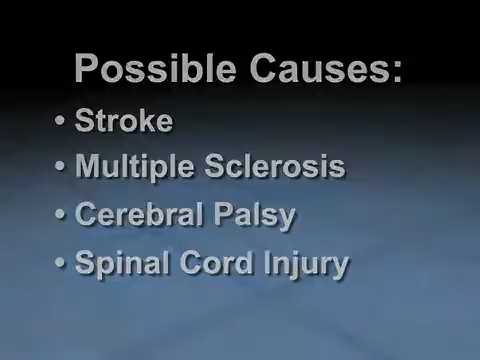 Possible Causes:
• Stroke
• Multiple Sclerosis
• Cerebral Palsy
• Spinal Cord Injury